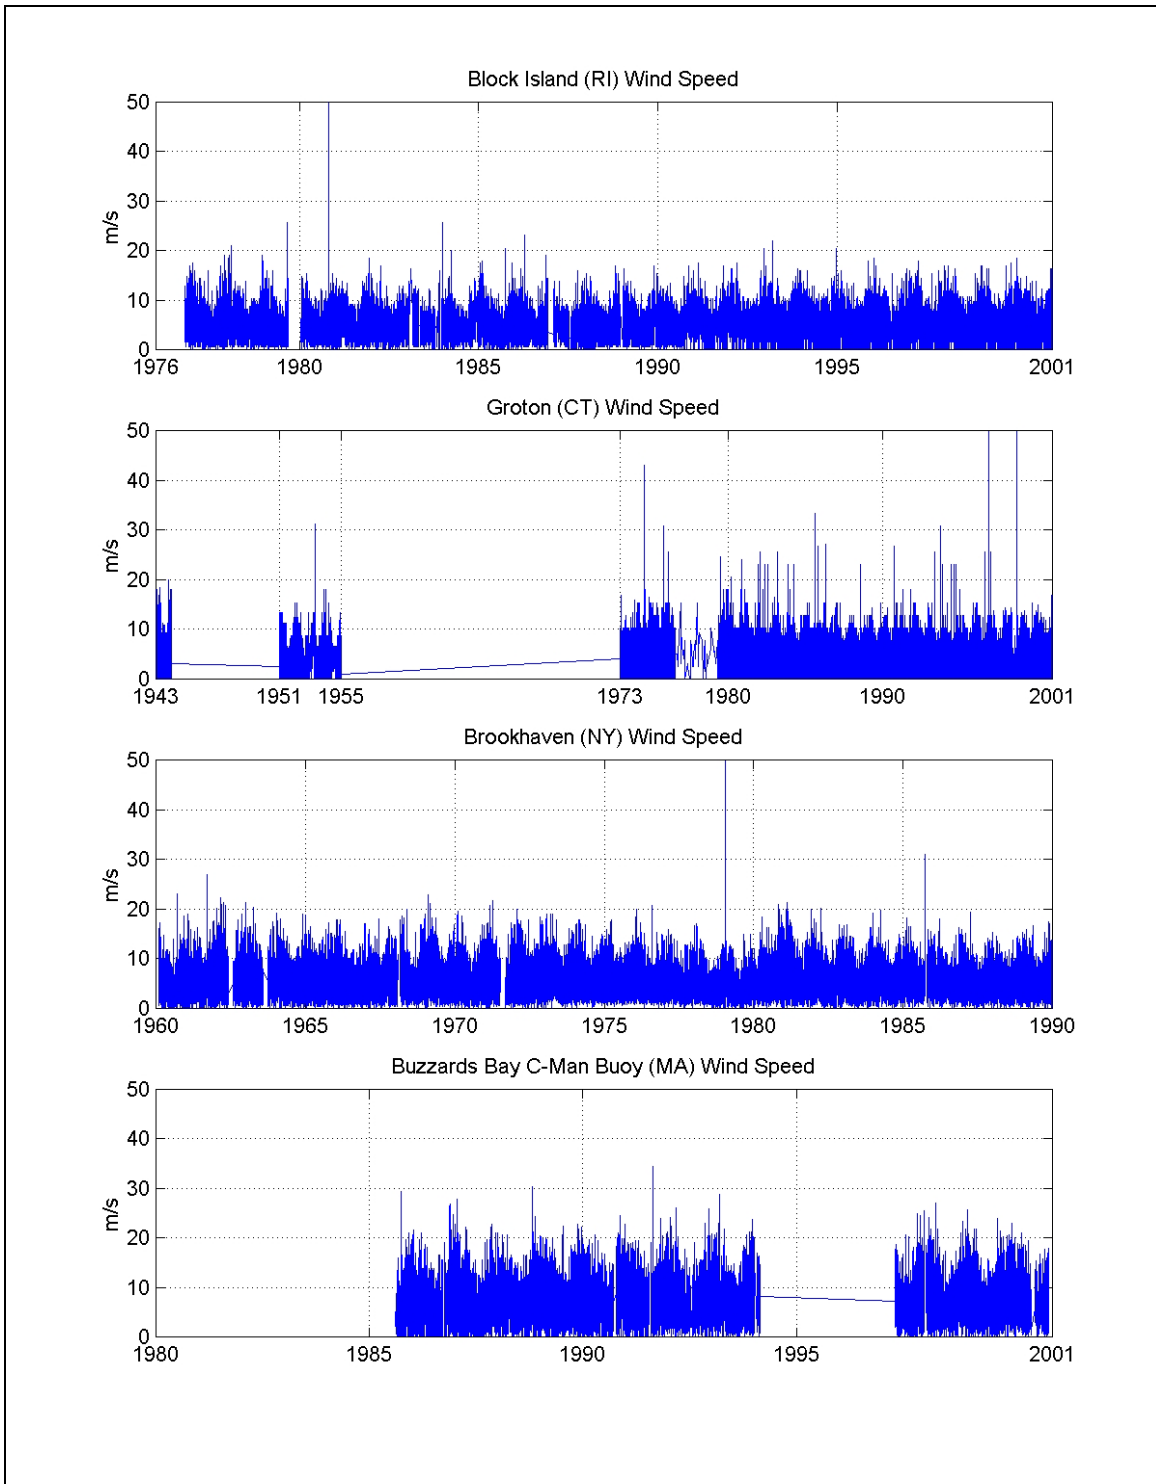 Block Island (RI) Wind Speed
50
40
30
20
10
0
m/s
1976 1980 1985 1990 1995 2001
Groton (CT) Wind Speed
50
40
30
20
10
0
m/s
1943 1951 1955 1973 1980 1990 2001
Brookhaven (NY) Wind Speed
50
40
30
20
10
0
m/s
1960 1965 1970 1975 1980 1985 1990
Buzzards Bay C-Man Buoy (MA) Wind Speed
50
40
30
20
10
0
m/s
1980 1985 1990 1995 2001